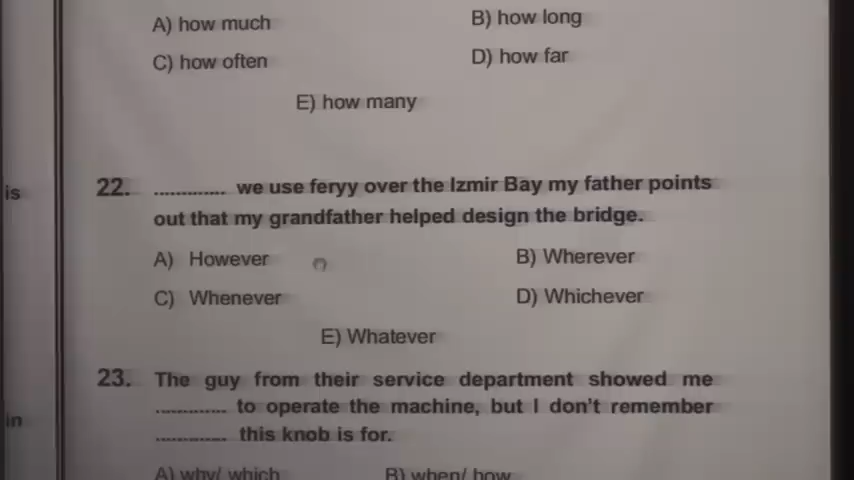 A) how much B) how long
C) how often D) how far
E) how many
is
22. ............. we use feryy over the Izmir Bay my father points
out that my grandfather helped design the bridge.
A) However B) Wherever
C) Whenever D) Whichever
E) Whatever
23. The guy from their service department showed me
............. to operate the machine, but I don't remember
in
............. this knob is for.
A) why/ which B) when/ how